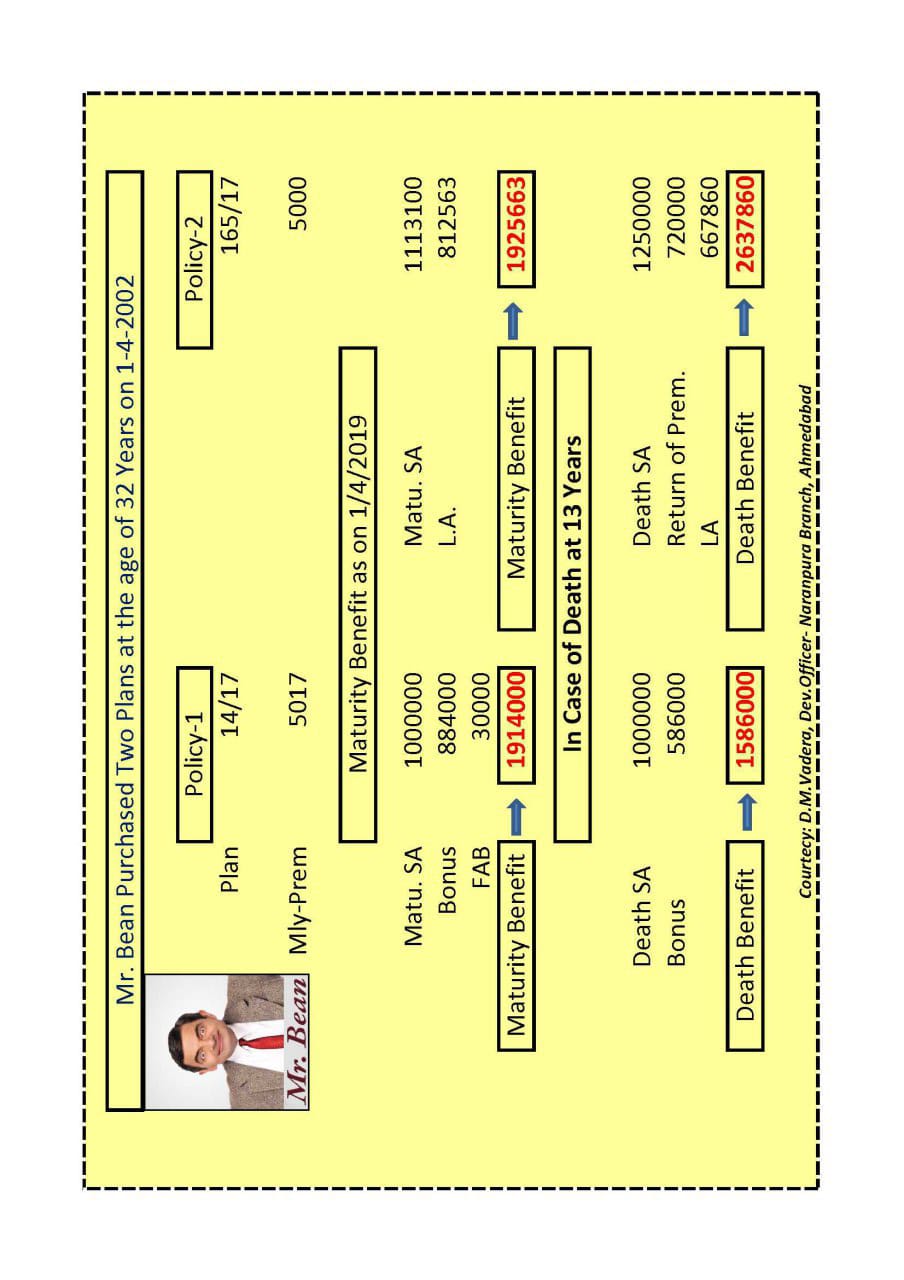 Mr. Bean Purchased Two Plans at the age of 32 Years on 1-4-2002
Mr. Bean
Policy-1 Policy-2
Plan 14/17 165/17
Mly-Prem 5017 5000
Maturity Benefit as on 1/4/2019
Matu. SA 1000000 Matu. SA 1113100
Bonus 884000 L.A. 812563
FAB 30000
Maturity Benefit 1914000 Maturity Benefit 1925663
In Case of Death at 13 Years
Death SA 1000000 Death SA 1250000
Bonus 586000 Return of Prem. 720000
LA 667860
Death Benefit 1586000 Death Benefit 2637860
Courtecy: D.M.Vadera, Dev.Officer- Naranpura Branch, Ahmedabad